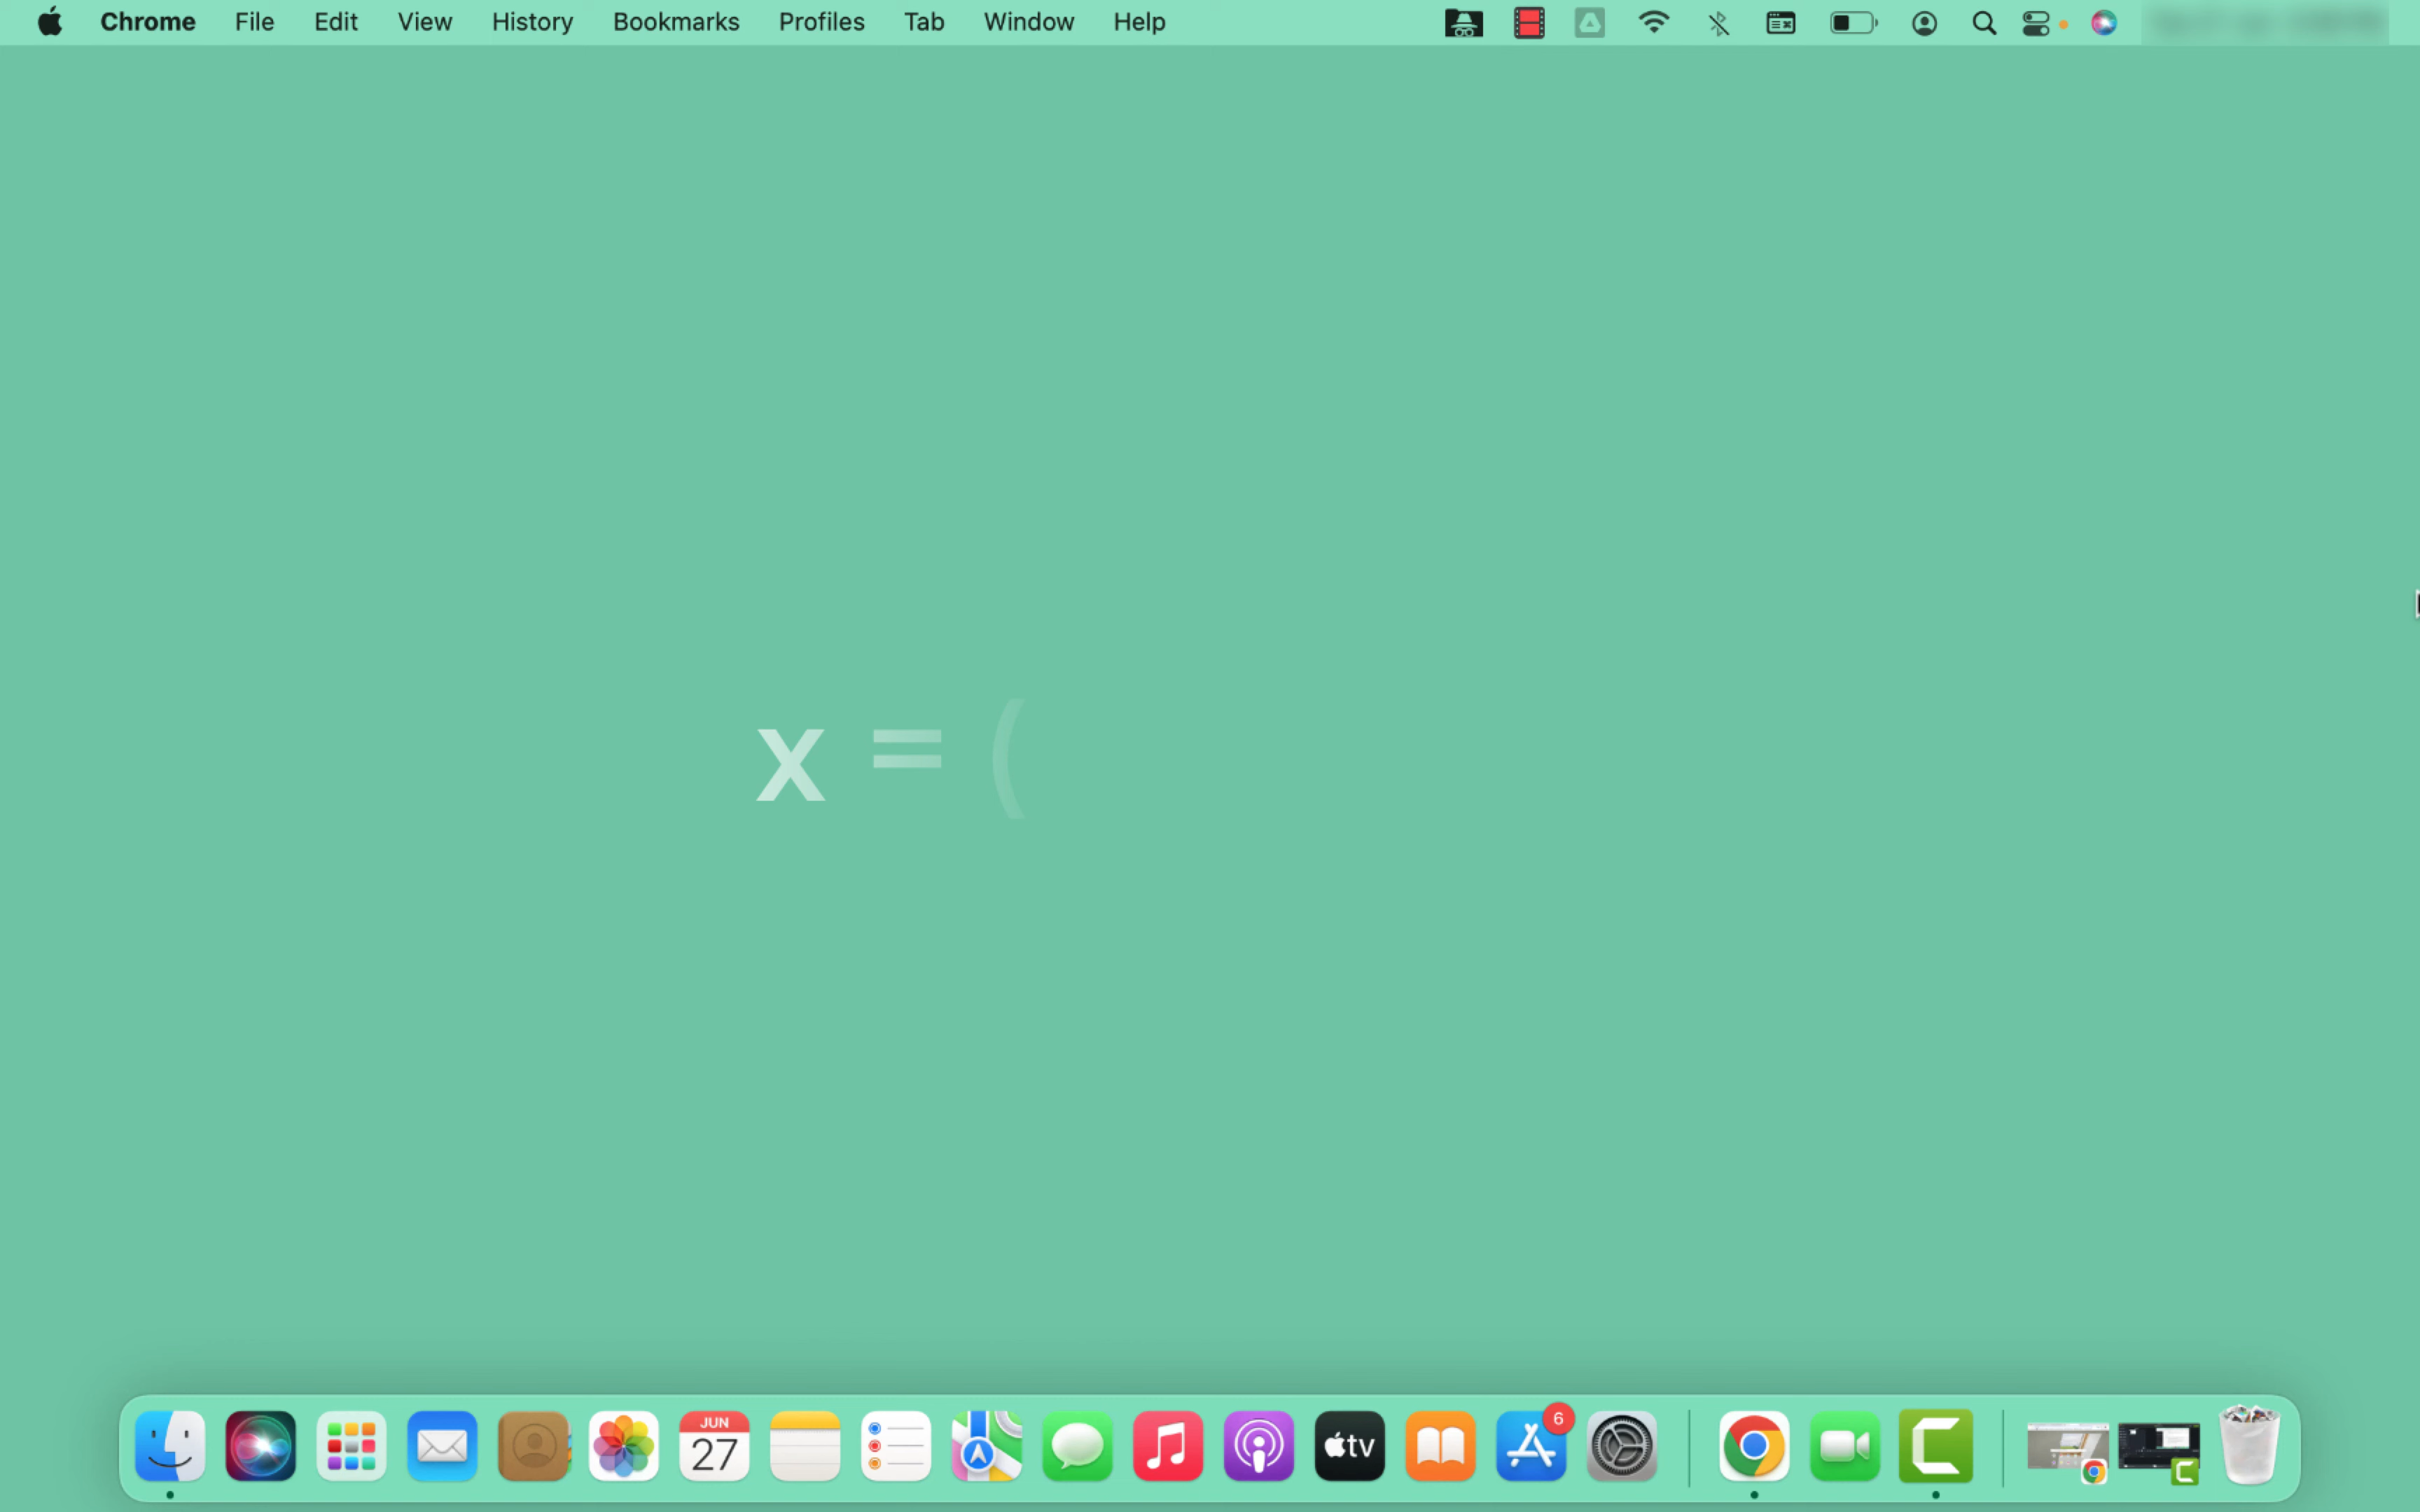 Chrome File Edit View History Bookmarks Profiles Tab Window Help
x = (
JUN
27
tv
6